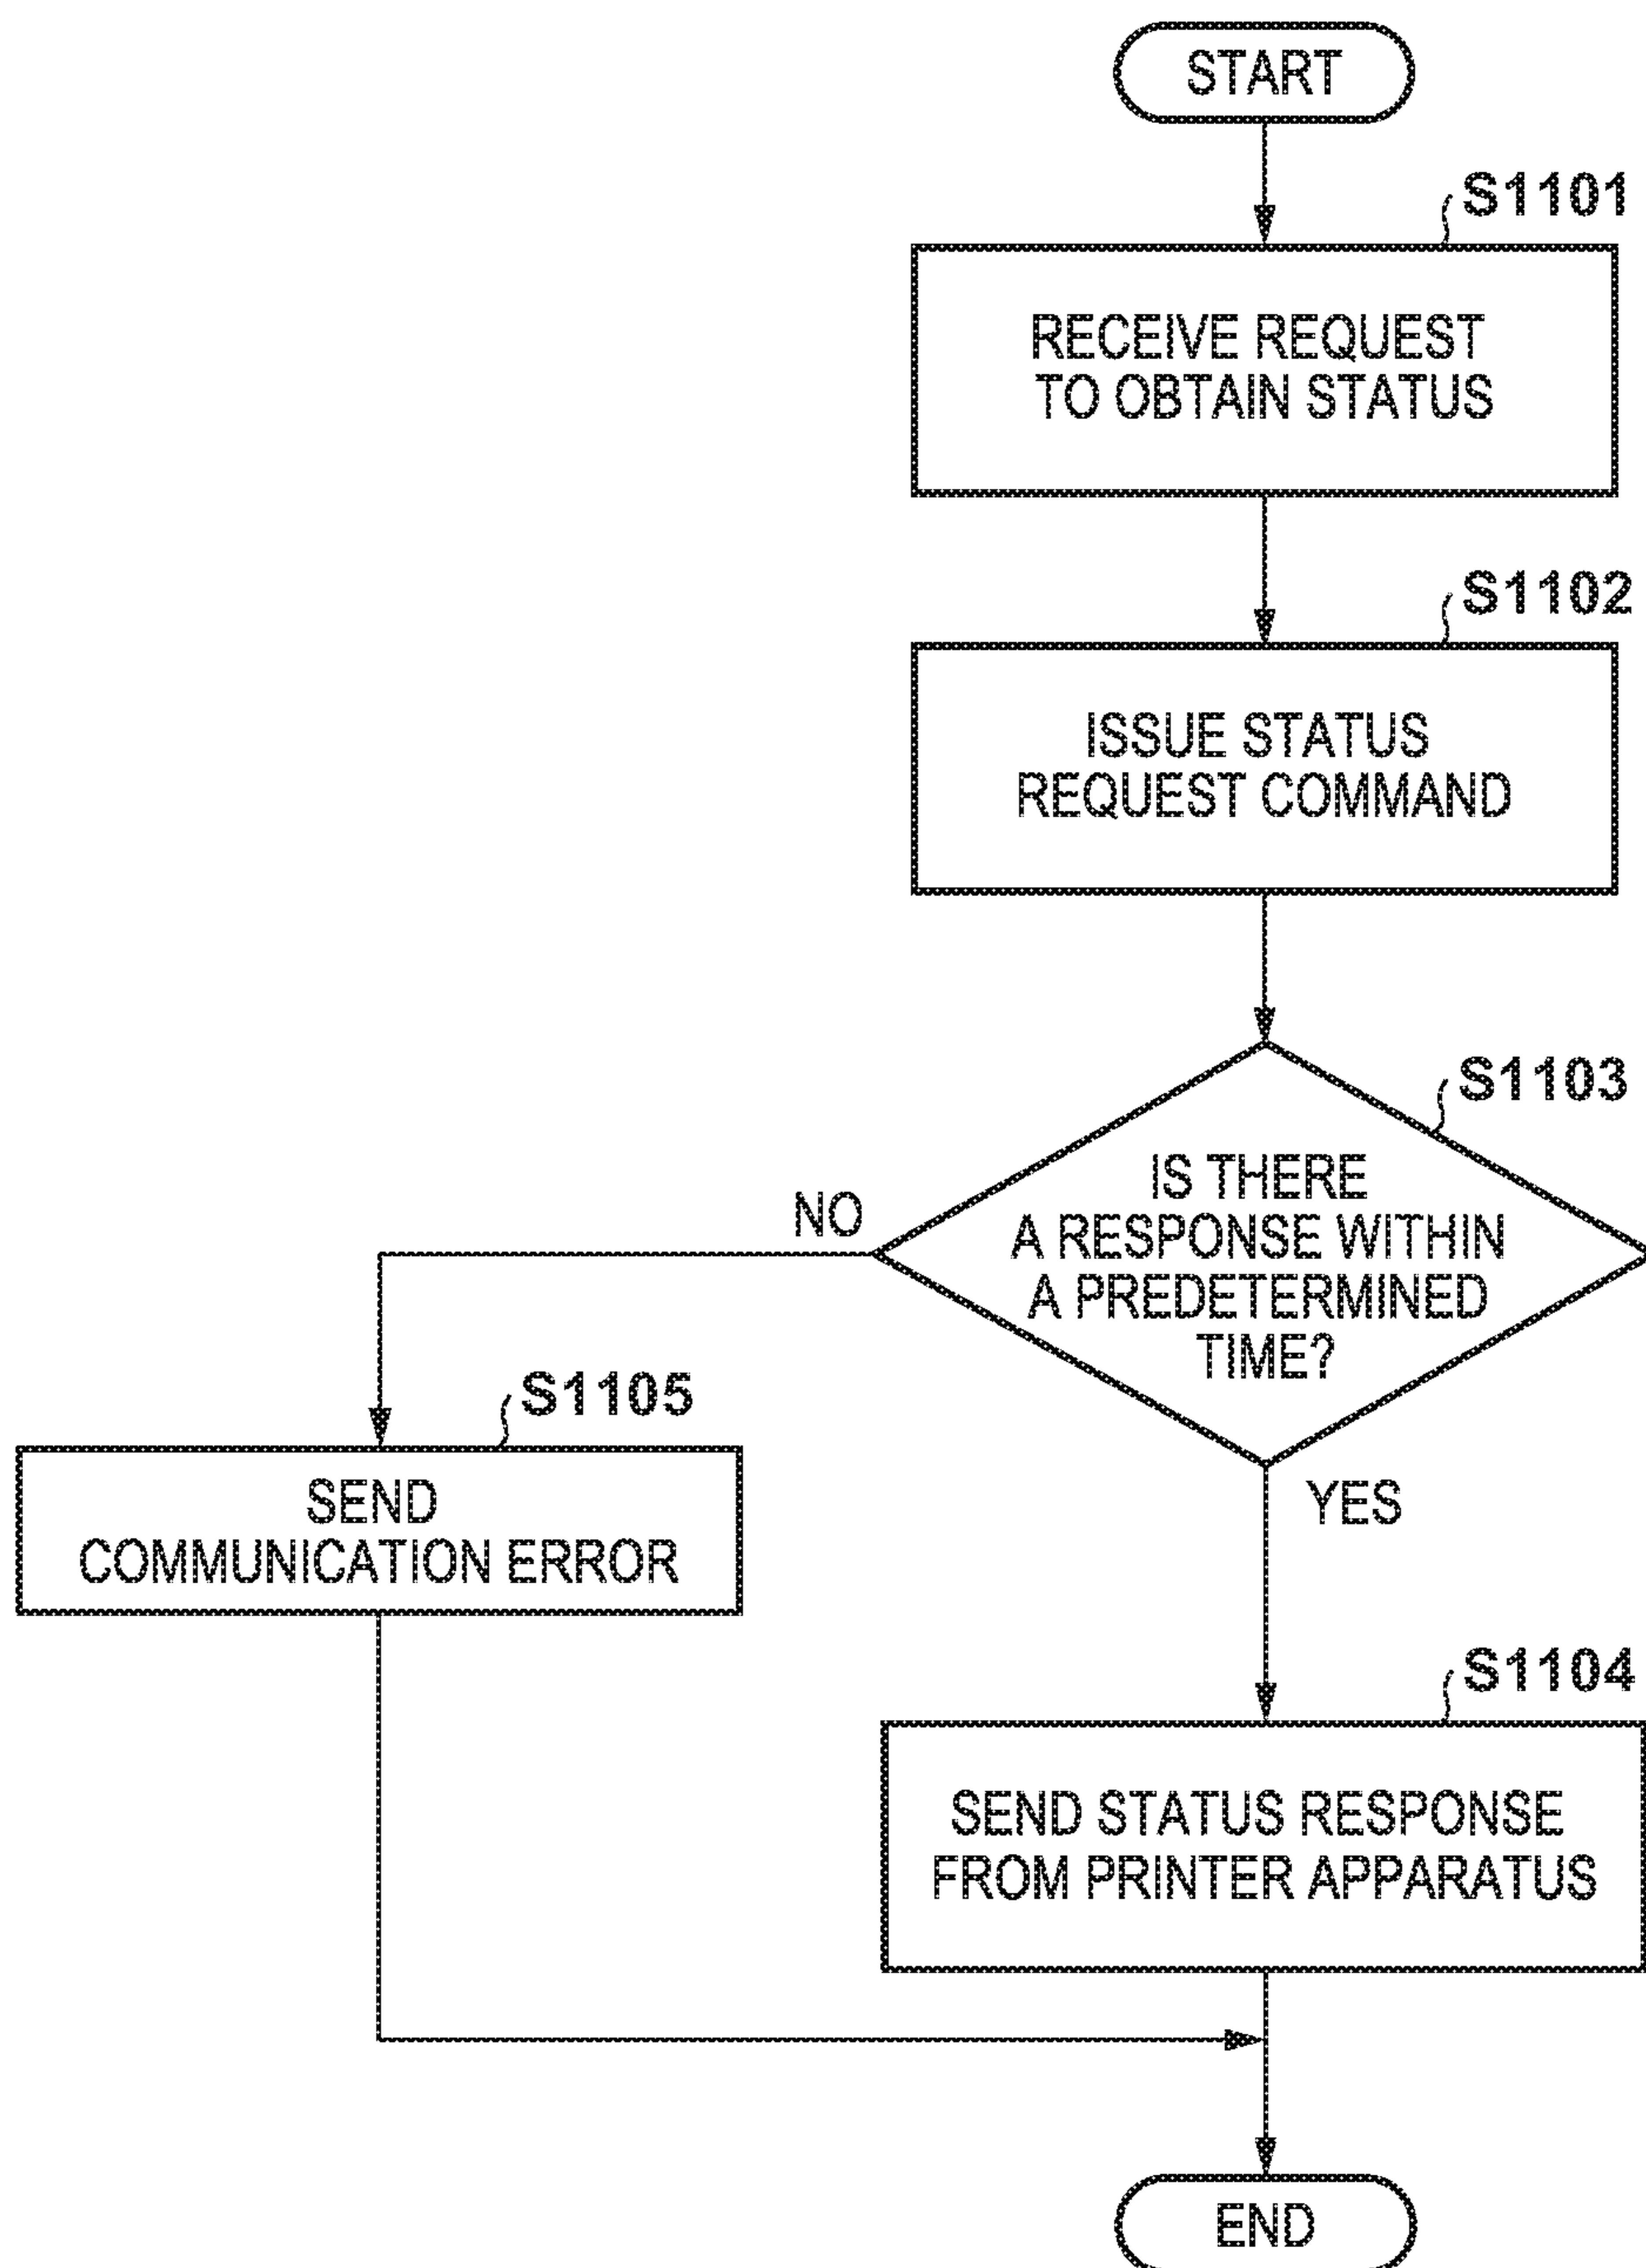 START
S1101
RECEIVE REQUEST
TO OBTAIN STATUS
S1102
ISSUE STATUS
REQUEST COMMAND
S1103
IS THERE
A RESPONSE WITHIN
A PREDETERMINED
TIME?
NO
YES
S1105
SEND
COMMUNICATION ERROR
S1104
SEND STATUS RESPONSE
FROM PRINTER APPARATUS
END